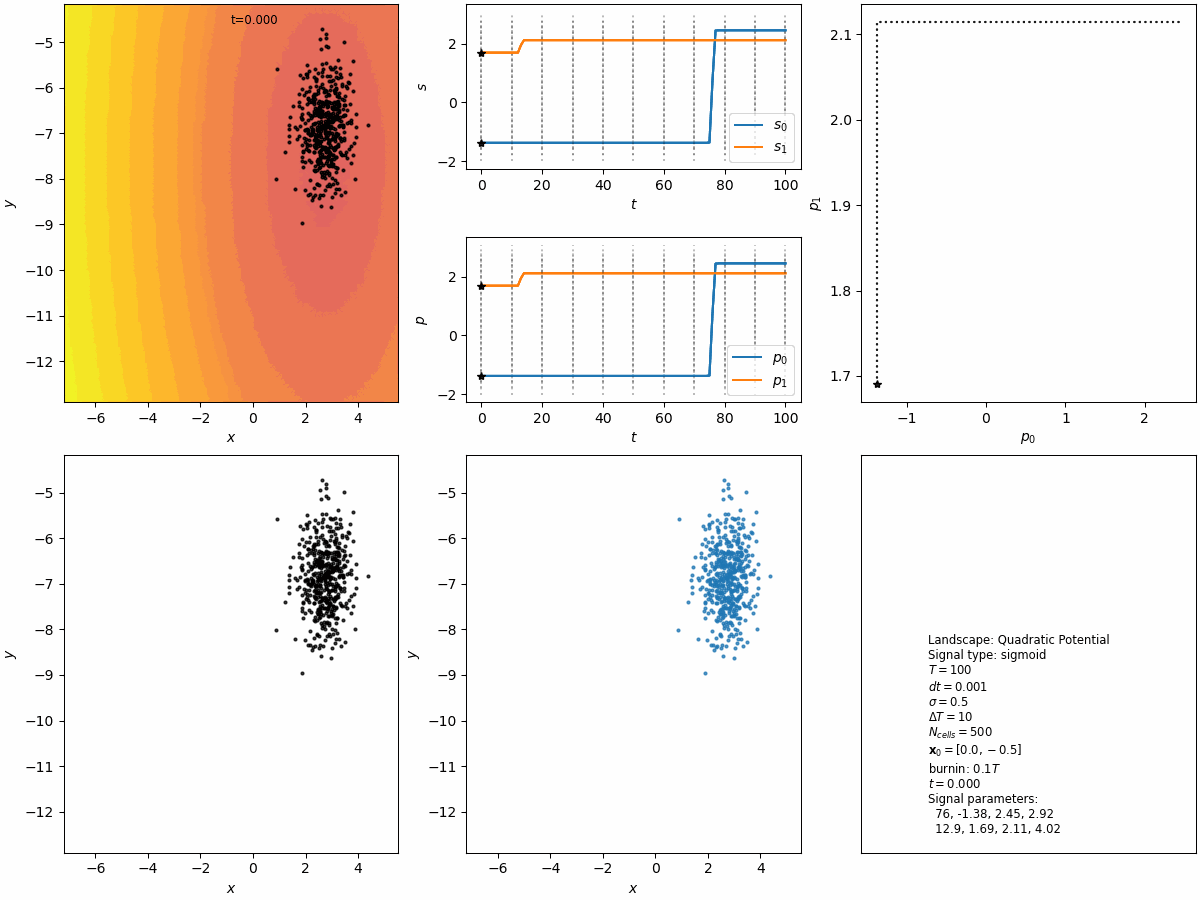 t=0.000
−5
−6
−7
−8
−9
−10
−11
−12
y
−6 −4 −2 0 2 4
x
2
0
−2
s
s₀
s₁
0 20 40 60 80 100
t
2
0
−2
p
p₀
p₁
0 20 40 60 80 100
t
2.1
2.0
1.9
1.8
1.7
p₁
−1 0 1 2
p₀
−5
−6
−7
−8
−9
−10
−11
−12
y
−6 −4 −2 0 2 4
x
−5
−6
−7
−8
−9
−10
−11
−12
y
−6 −4 −2 0 2 4
x
Landscape: Quadratic Potential
Signal type: sigmoid
T = 100
dt = 0.001
σ = 0.5
ΔT = 10
N_cells = 500
x₀ = [0.0, −0.5]
burnin: 0.1T
t = 0.000
Signal parameters:
76, -1.38, 2.45, 2.92
12.9, 1.69, 2.11, 4.02